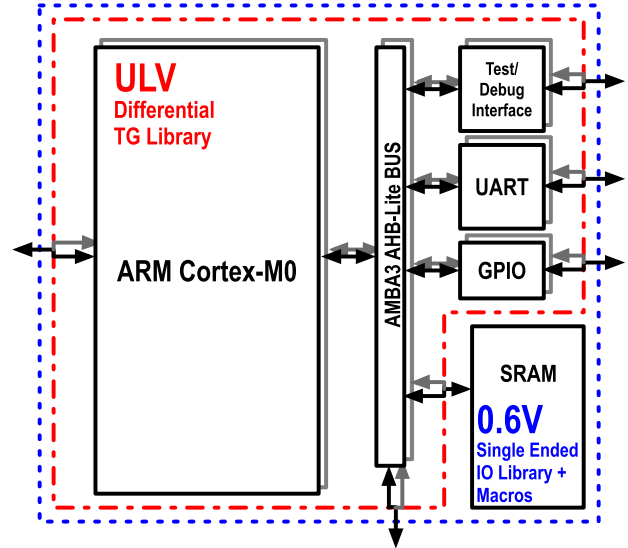 ULV
Differential
TG Library
ARM Cortex-M0
AMBA3 AHB-Lite BUS
Test/
Debug
Interface
UART
GPIO
SRAM
0.6V
Single Ended
IO Library +
Macros